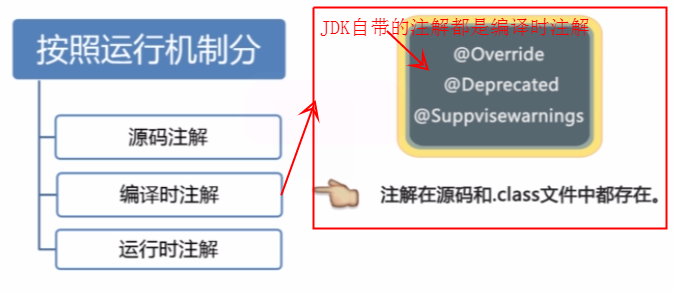 按照运行机制分
源码注解
编译时注解
运行时注解
JDK自带的注解都是编译时注解
@Override
@Deprecated
@Suppvisewarnings
注解在源码和.class文件中都存在。